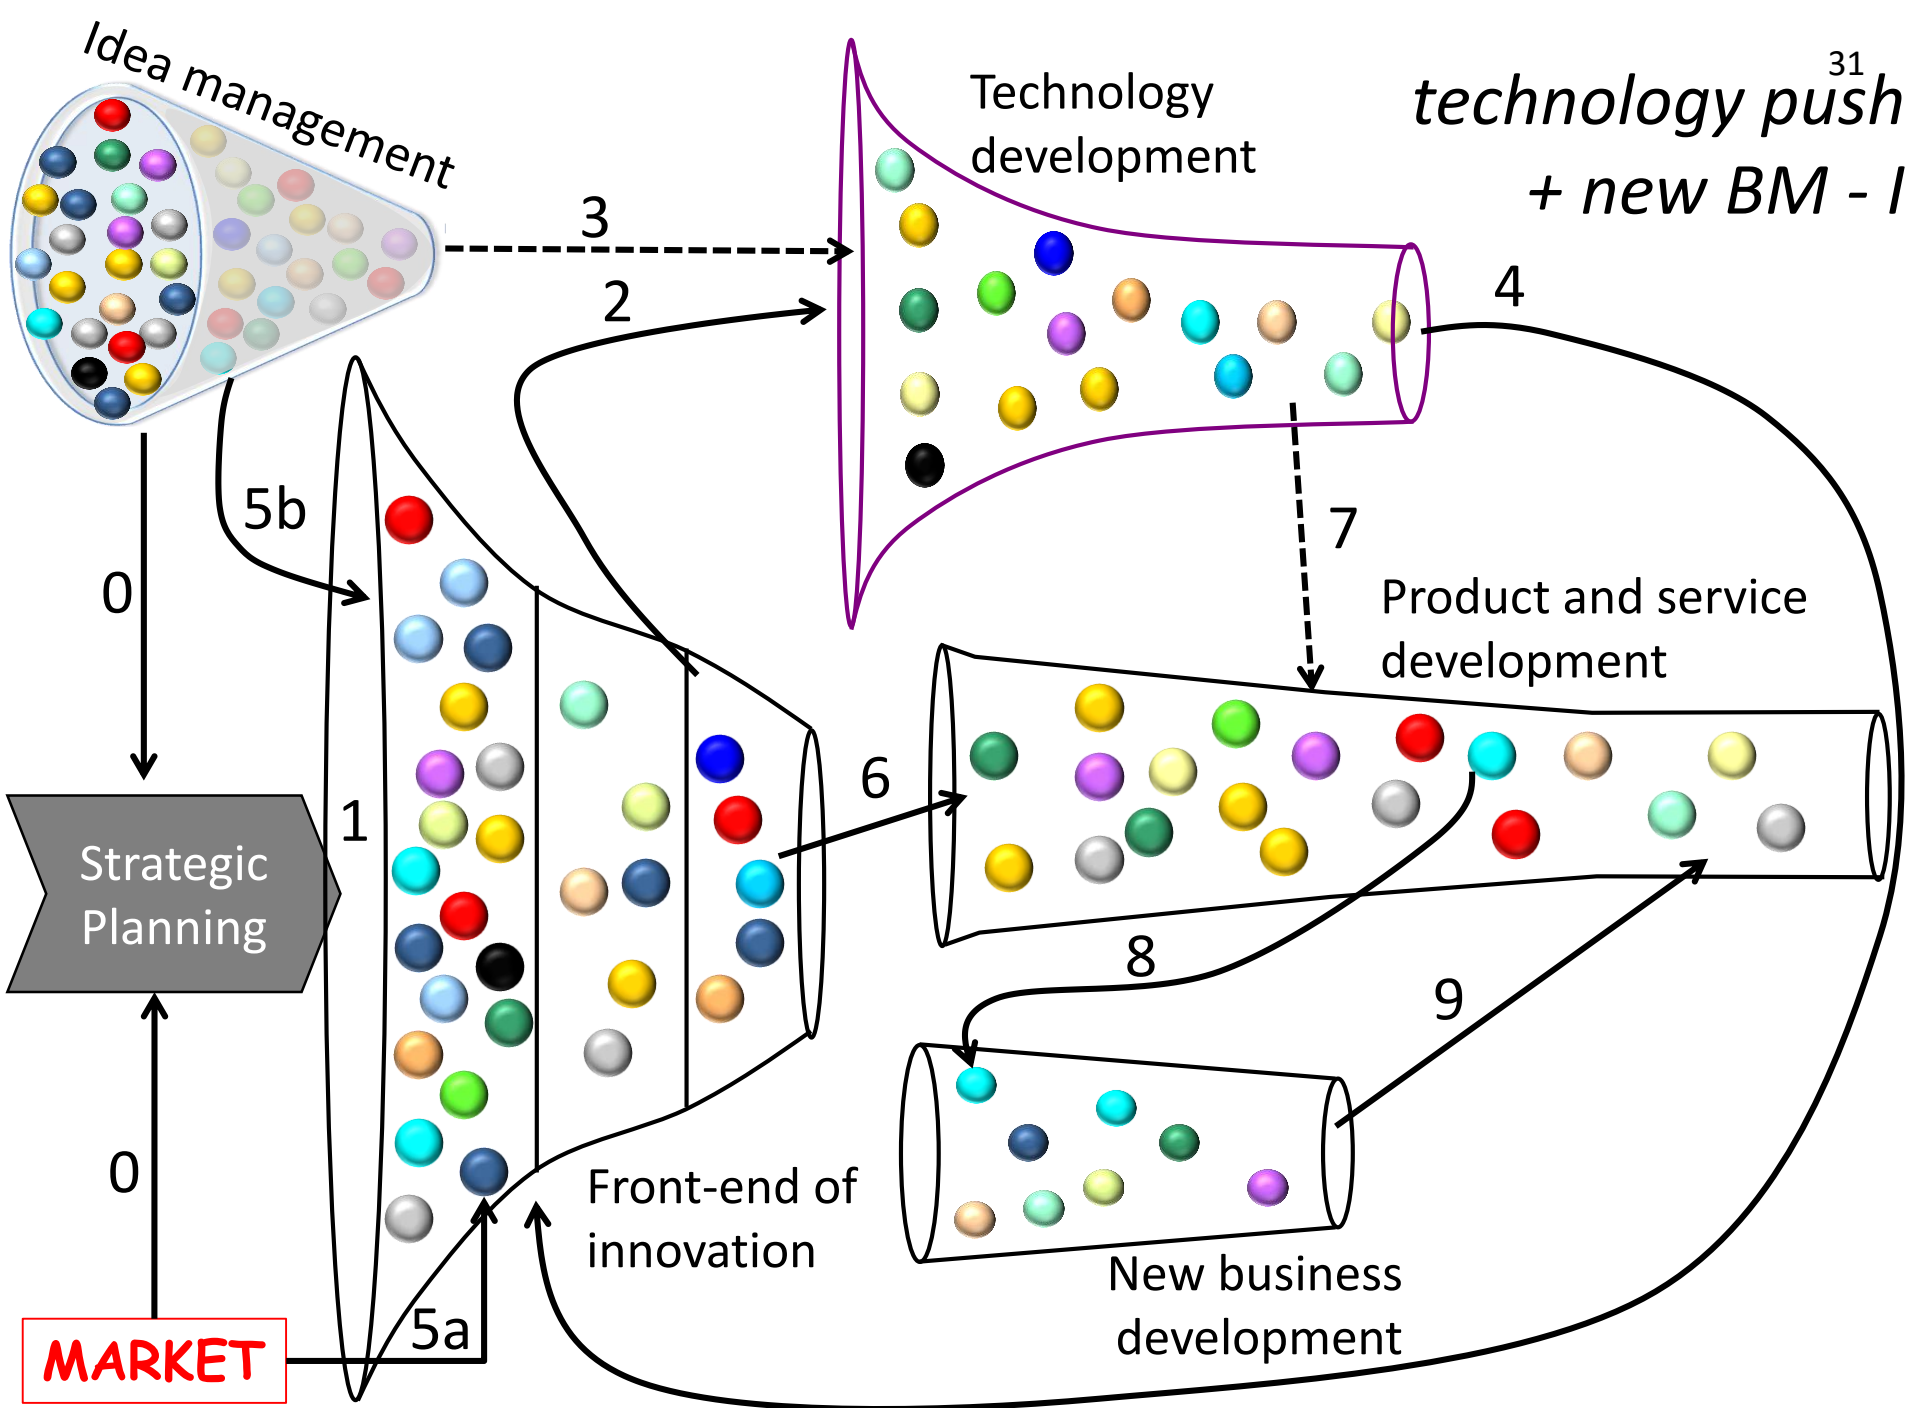 31
technology push
+ new BM - I
Idea management
Technology
development
3
2
4
5b
7
0
Product and service
development
1
6
Strategic
Planning
8
9
0
Front-end of
innovation
New business
development
5a
MARKET